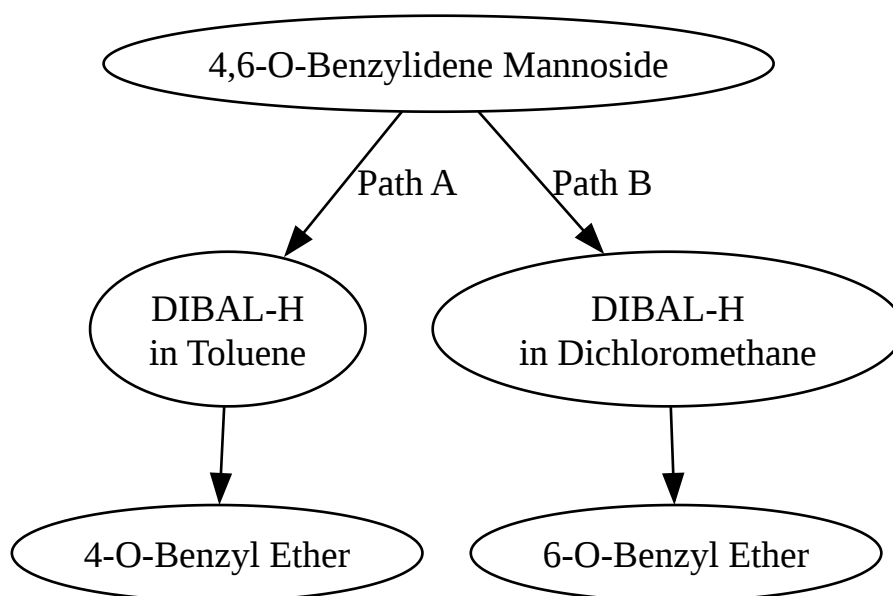 4,6-O-Benzylidene Mannoside
Path A
Path B
DIBAL-H
in Toluene
DIBAL-H
in Dichloromethane
4-O-Benzyl Ether
6-O-Benzyl Ether